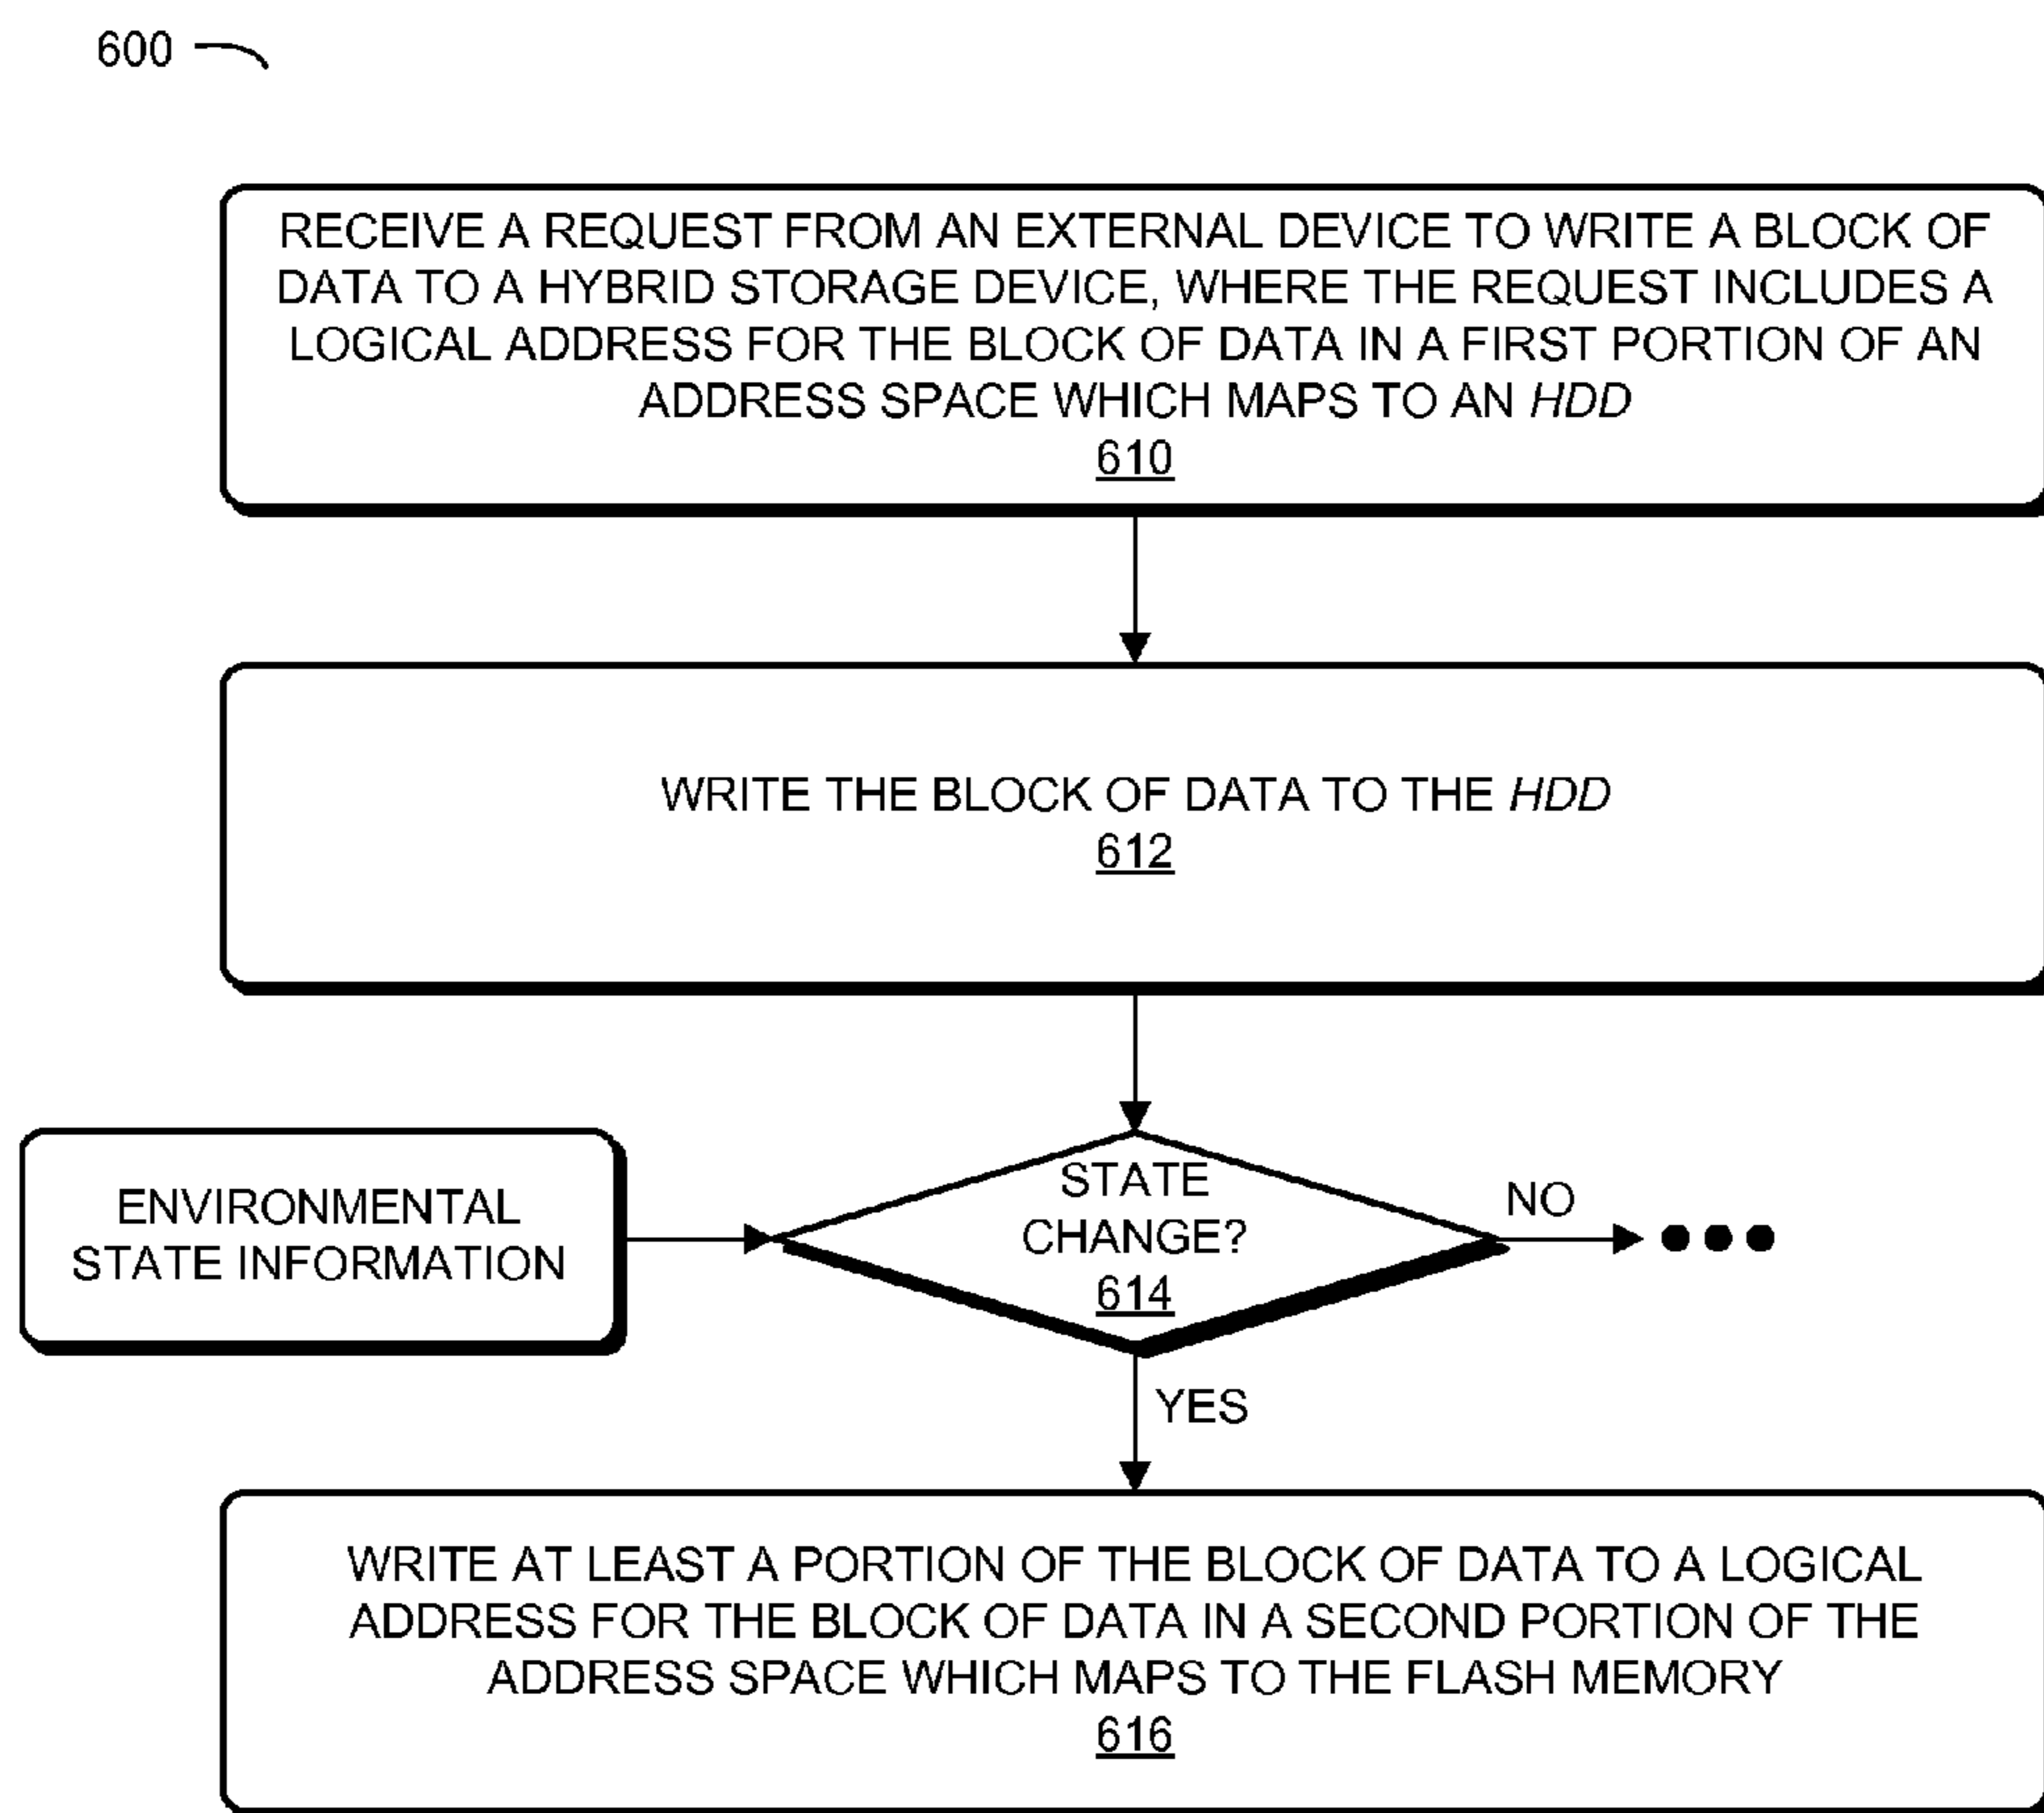 600
RECEIVE A REQUEST FROM AN EXTERNAL DEVICE TO WRITE A BLOCK OF
DATA TO A HYBRID STORAGE DEVICE, WHERE THE REQUEST INCLUDES A
LOGICAL ADDRESS FOR THE BLOCK OF DATA IN A FIRST PORTION OF AN
ADDRESS SPACE WHICH MAPS TO AN HDD
610
WRITE THE BLOCK OF DATA TO THE HDD
612
ENVIRONMENTAL
STATE INFORMATION
STATE
CHANGE?
614
NO
YES
WRITE AT LEAST A PORTION OF THE BLOCK OF DATA TO A LOGICAL
ADDRESS FOR THE BLOCK OF DATA IN A SECOND PORTION OF THE
ADDRESS SPACE WHICH MAPS TO THE FLASH MEMORY
616